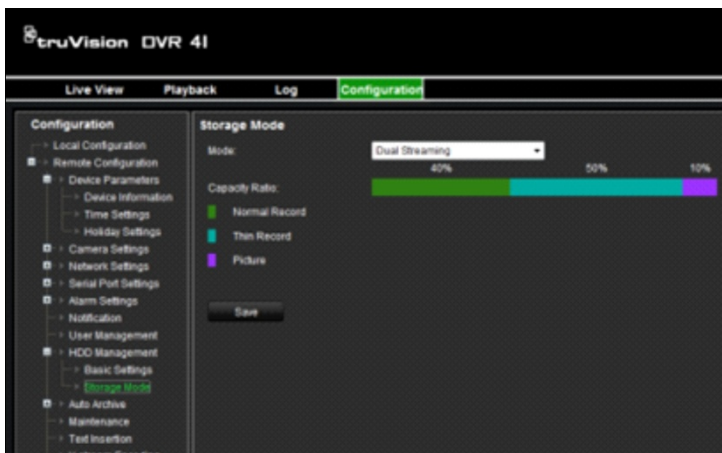 truVision DVR 41
Live View Playback Log Configuration
Configuration
Local Configuration
Remote Configuration
Device Parameters
Device Information
Time Settings
Holiday Settings
Camera Settings
Network Settings
Serial Port Settings
Alarm Settings
Notification
User Management
HDD Management
Basic Settings
Storage Mode
Auto Archive
Maintenance
Text Insertion
Storage Mode
Mode: Dual Streaming
40% 50% 10%
Capacity Ratio:
Normal Record
Thin Record
Picture
Save